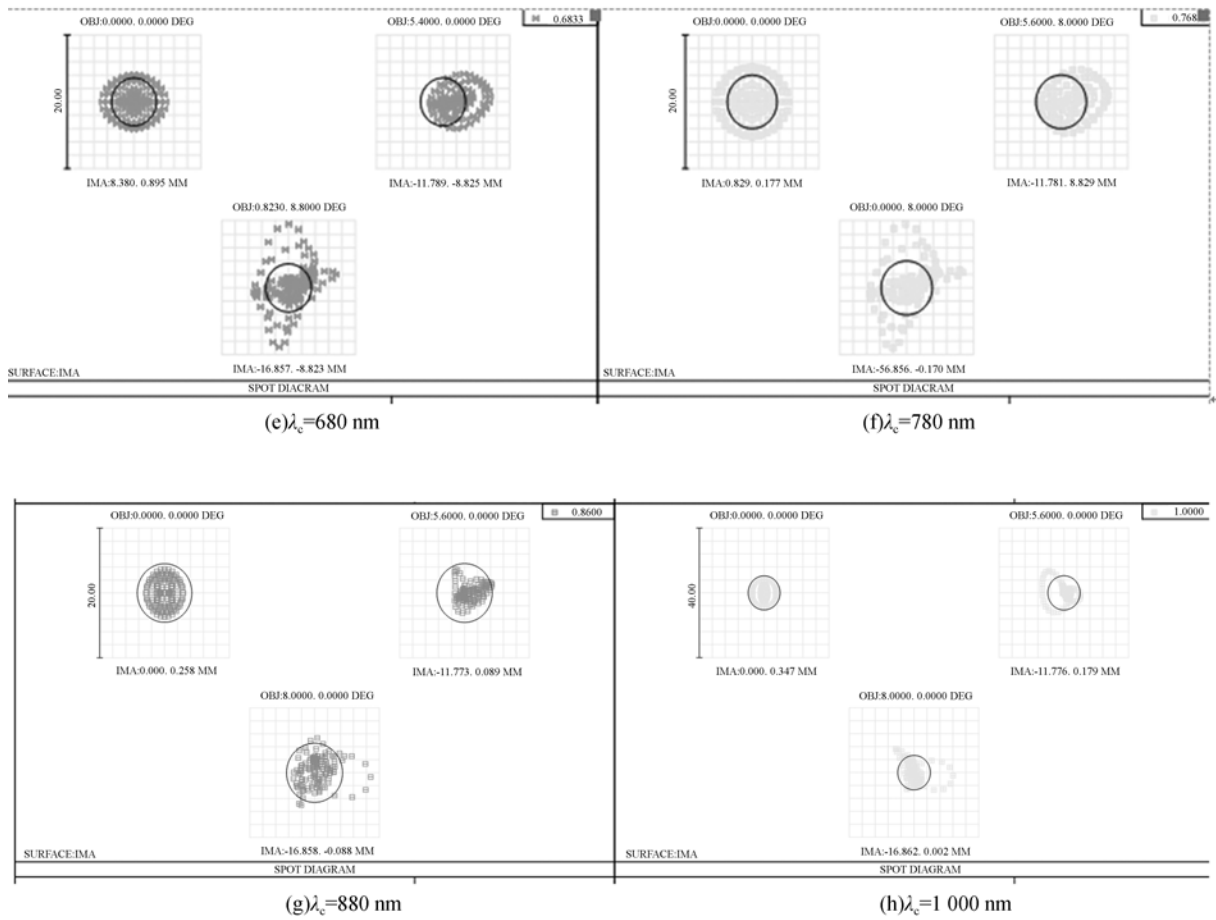 OBJ:0.0000. 0.0000 DEG
OBJ:5.4000. 0.0000 DEG
0.6833
20.00
IMA:8.380. 0.895 MM
IMA:-11.789. -8.825 MM
OBJ:0.8230. 8.8000 DEG
IMA:-16.857. -8.823 MM
SURFACE:IMA
SPOT DIACRAM
(e)λc=680 nm
OBJ:0.0000. 0.0000 DEG
OBJ:5.6000. 8.0000 DEG
0.768
20.00
IMA:0.829. 0.177 MM
IMA:-11.781. 8.829 MM
OBJ:0.0000. 8.0000 DEG
IMA:-56.856. -0.170 MM
SURFACE:IMA
SPOT DIAGRAM
(f)λc=780 nm
OBJ:0.0000. 0.0000 DEG
OBJ:5.6000. 0.0000 DEG
0.8600
20.00
IMA:0.000. 0.258 MM
IMA:-11.773. 0.089 MM
OBJ:8.0000. 0.0000 DEG
IMA:-16.858. -0.088 MM
SURFACE:IMA
SPOT DIAGRAM
(g)λc=880 nm
OBJ:0.0000. 0.0000 DEG
OBJ:5.6000. 0.0000 DEG
1.0000
40.00
IMA:0.000. 0.347 MM
IMA:-11.776. 0.179 MM
OBJ:8.0000. 0.0000 DEG
IMA:-16.862. 0.002 MM
SURFACE:IMA
SPOT DIAGRAM
(h)λc=1 000 nm